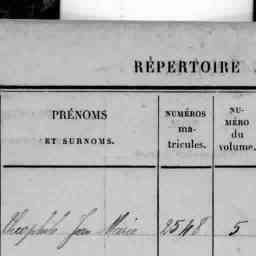 RÉPERTOIRE
PRÉNOMS
ET SURNOMS.
NUMÉROS
ma-
tricules.
NU-
MÉRO
du
volume.
Théophile Jean Marie 2548 5